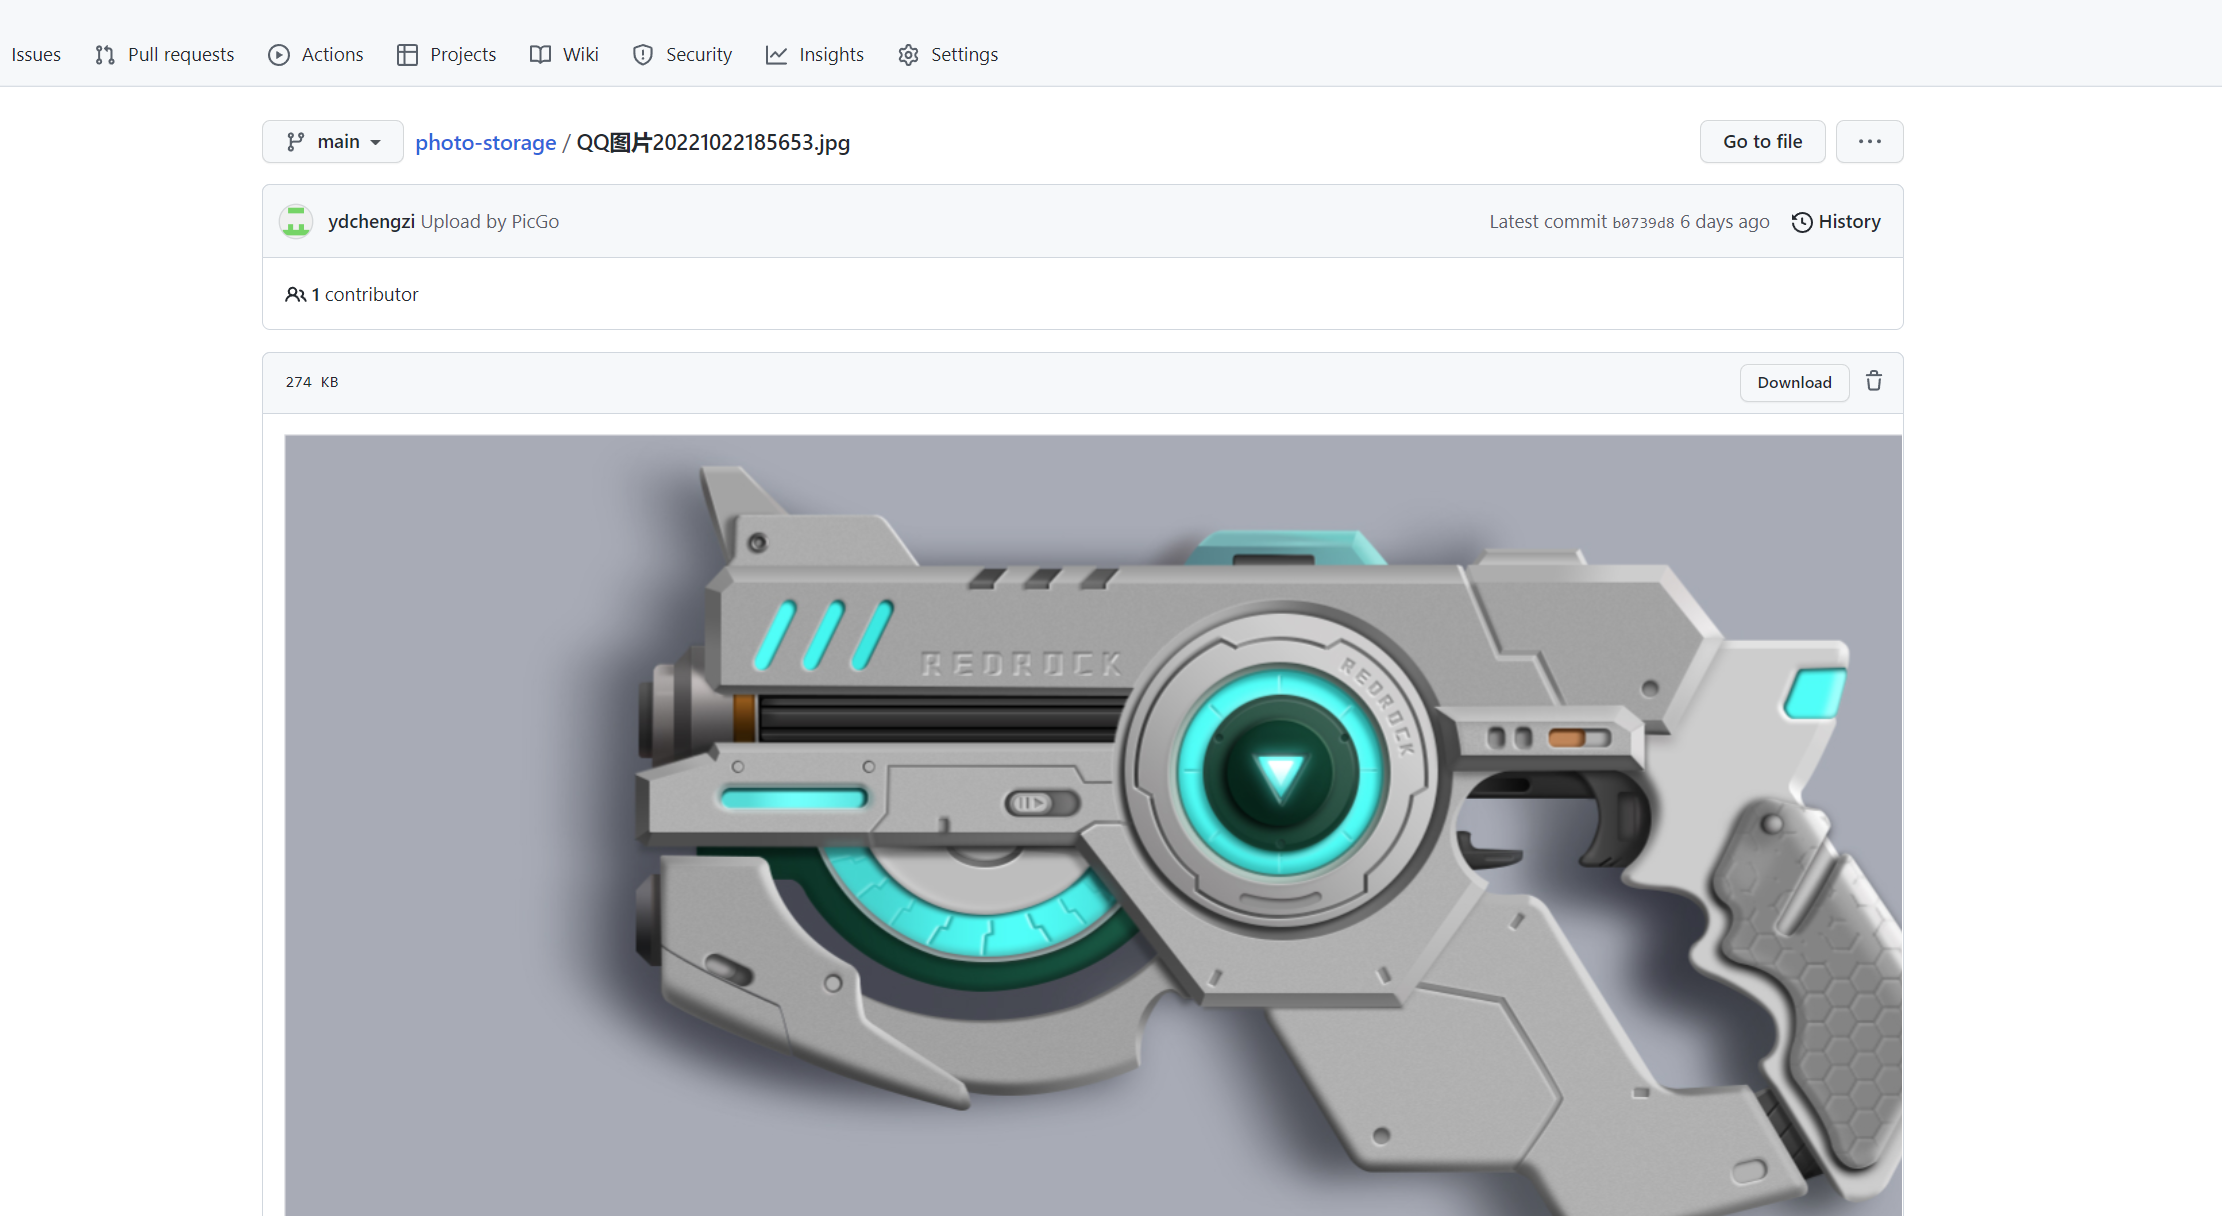 Issues Pull requests Actions Projects Wiki Security Insights Settings
main photo-storage / QQ图片20221022185653.jpg Go to file ...
ydchengzi Upload by PicGo Latest commit b0739d8 6 days ago History
1 contributor
274 KB Download
REDROCK
REDROCK